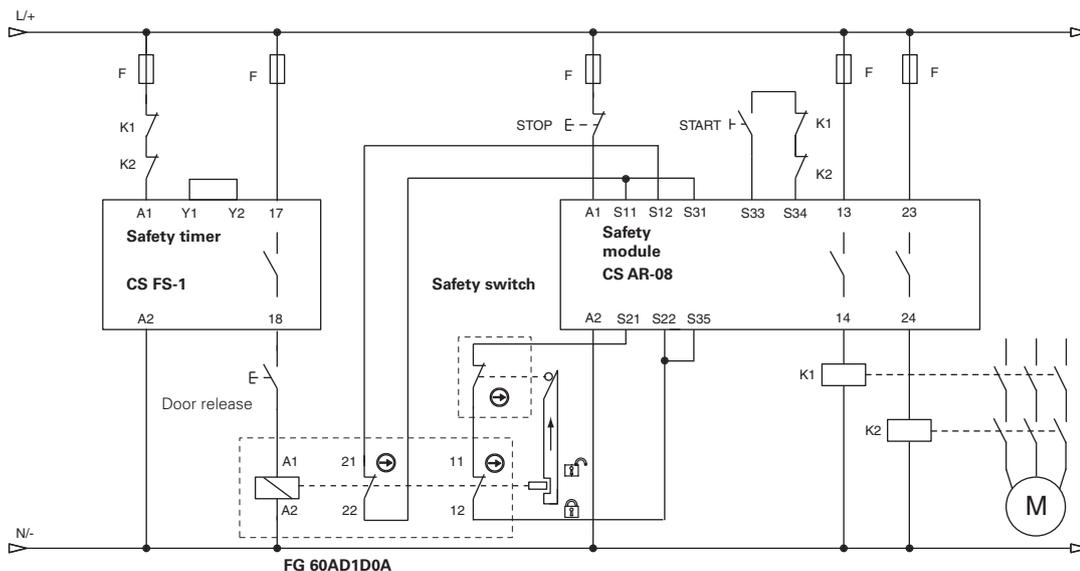 L/+
F
F
F
F
F
K1
K2
STOP
START
K1
K2
A1 Y1 Y2 17
Safety timer
CS FS-1
A2 18
A1 S11 S12 S31 S33 S34 13 23
Safety
module
CS AR-08
A2 S21 S22 S35 14 24
Safety switch
Door release
K1
K2
A1 21 11
A2 22 12
M
N/-
FG 60AD1D0A